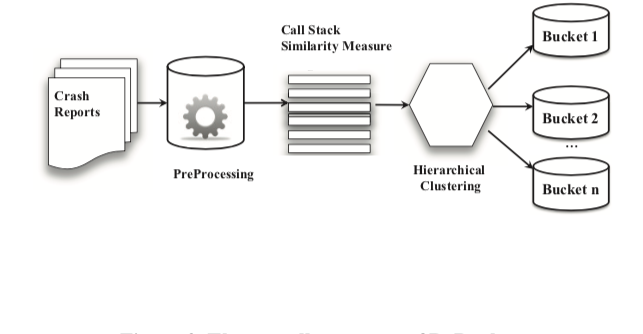 Call Stack
Similarity Measure
Crash
Reports
PreProcessing
Hierarchical
Clustering
Bucket 1
Bucket 2
...
Bucket n